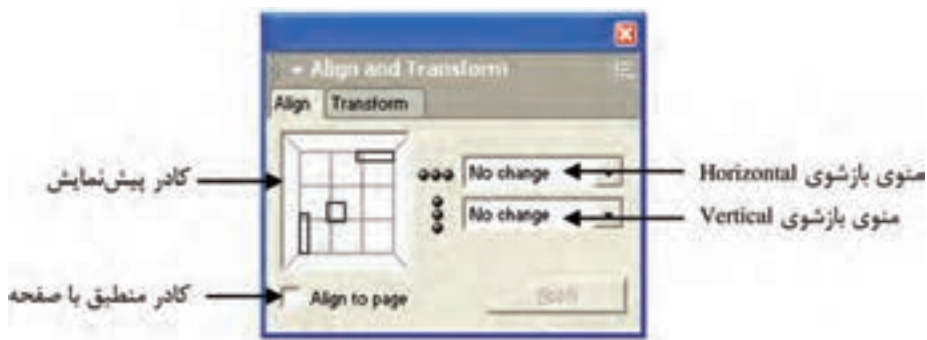 Align and Transform
Align Transform
کادر پیش‌نمایش
No change
منوی بازشوی Horizontal
No change
منوی بازشوی Vertical
کادر منطبق با صفحه
Align to page
Apply